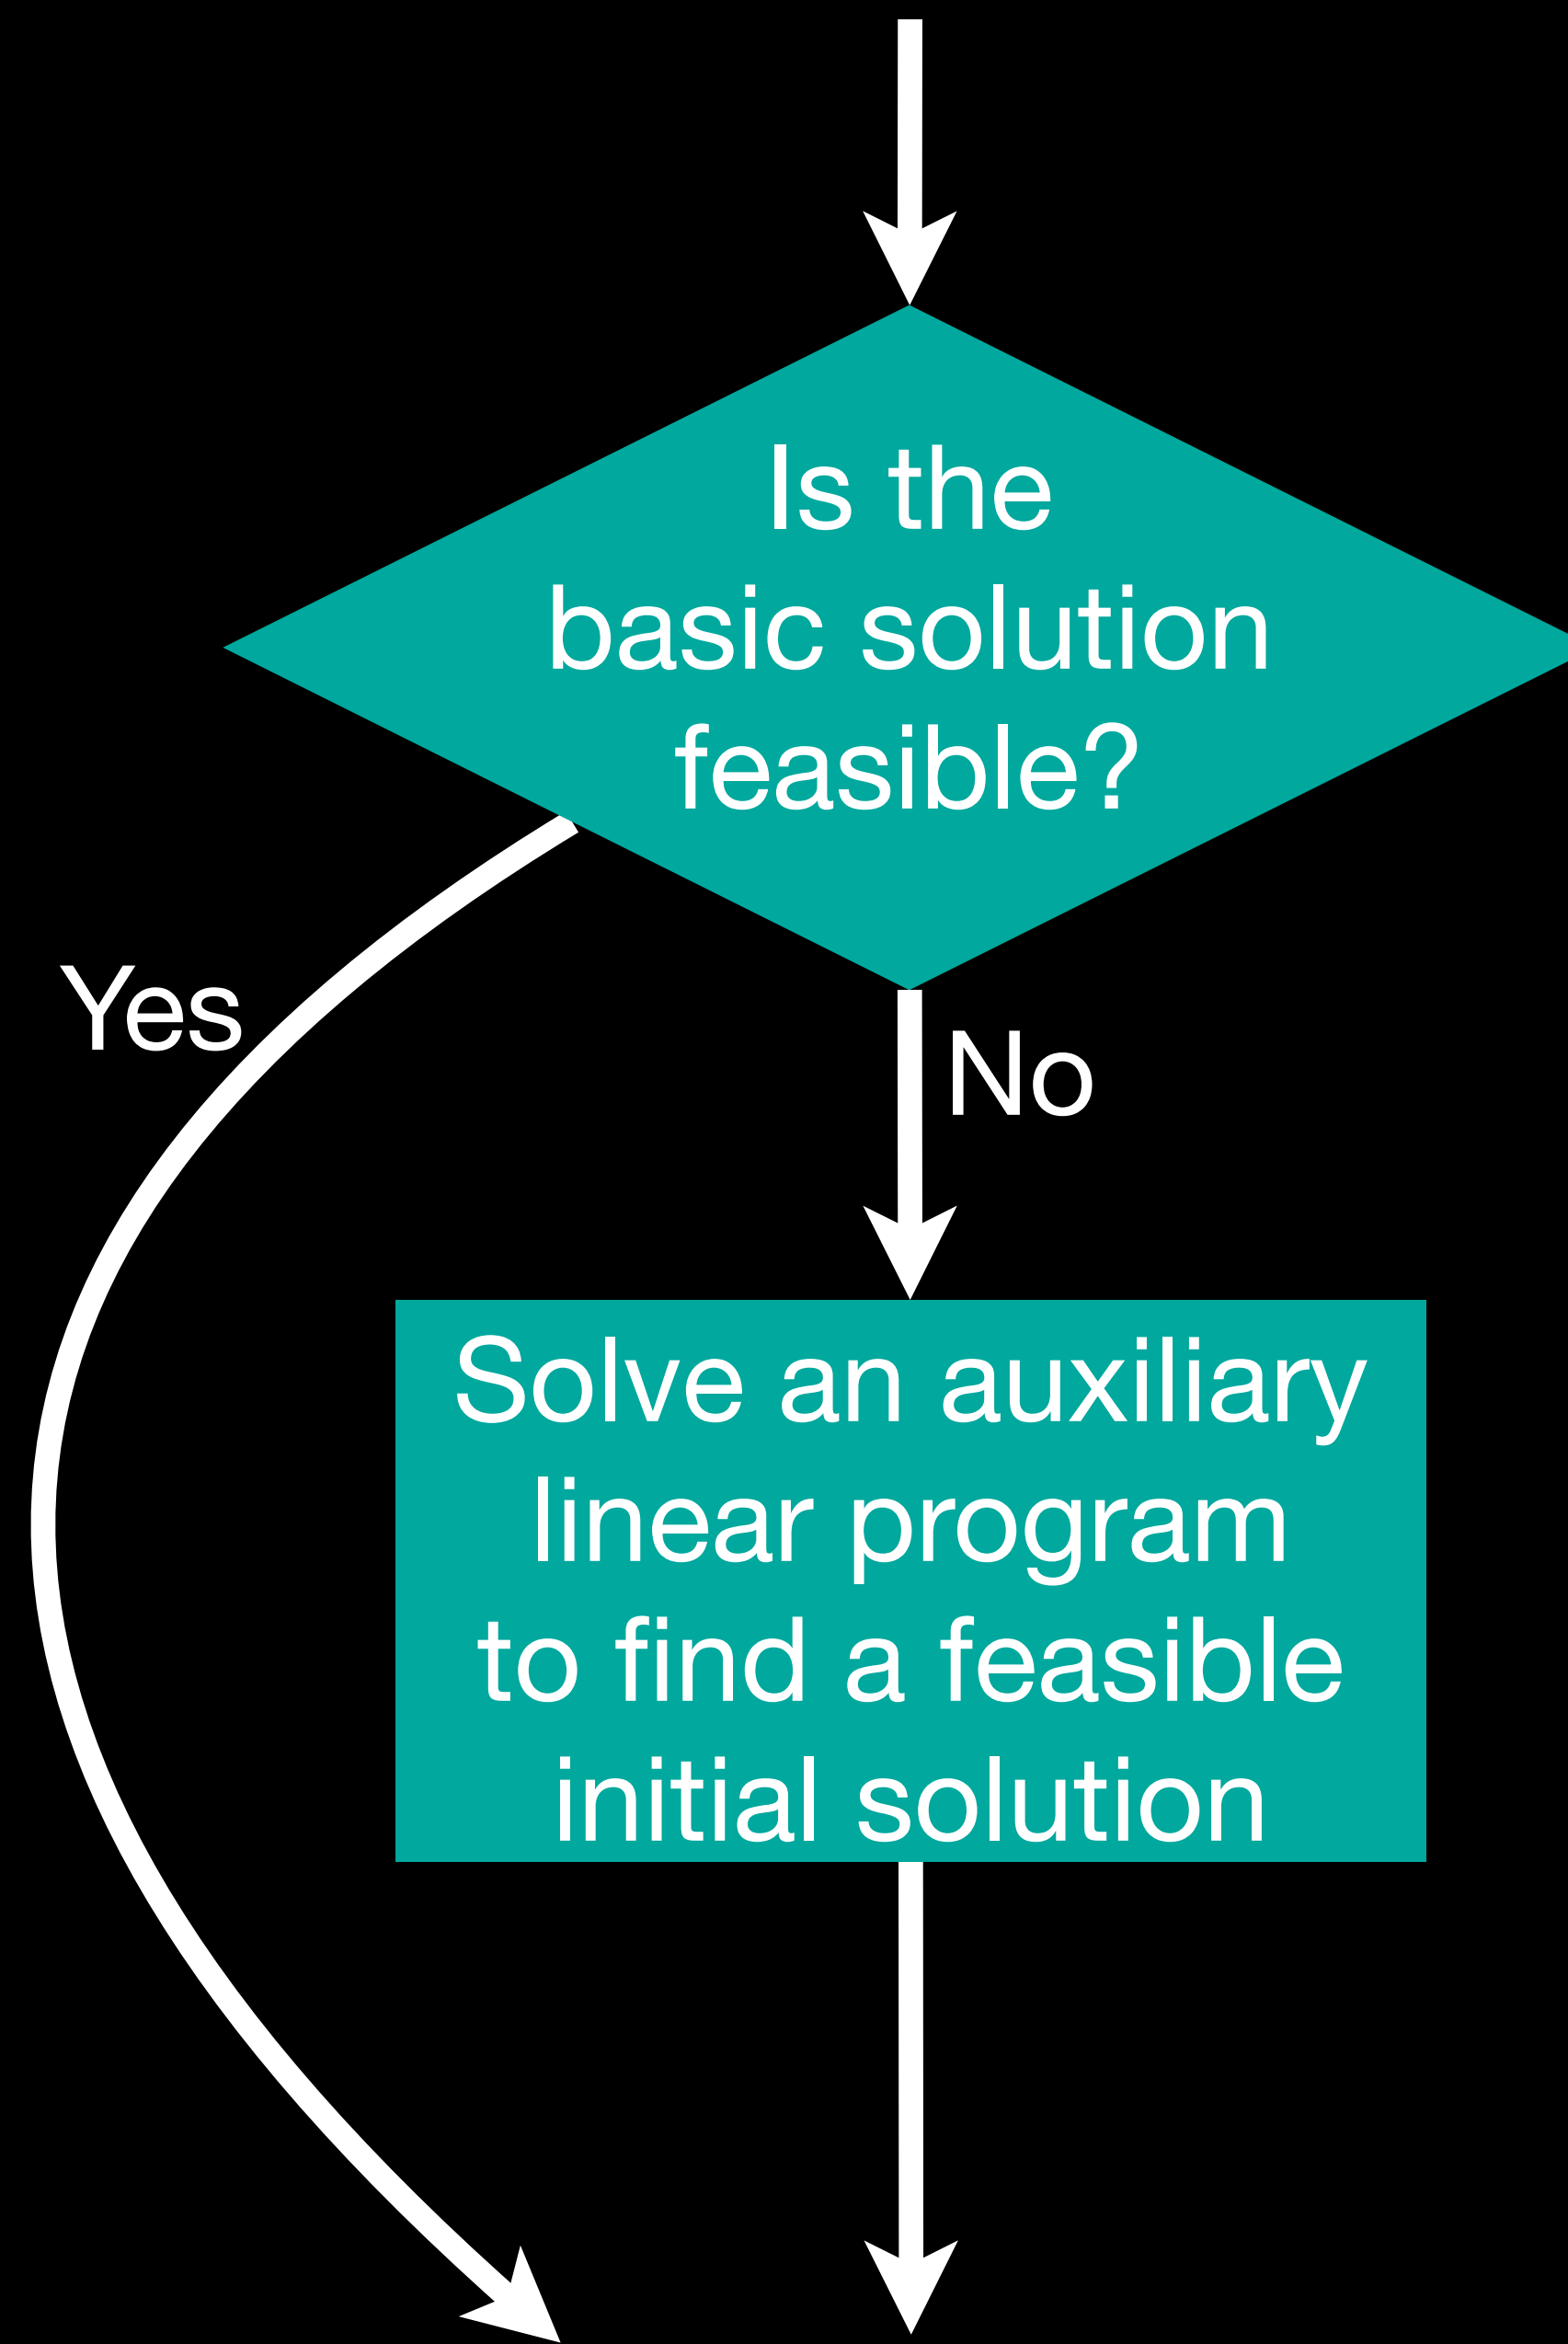 Is the
basic solution
feasible?
Yes
No
Solve an auxiliary
linear program
to find a feasible
initial solution